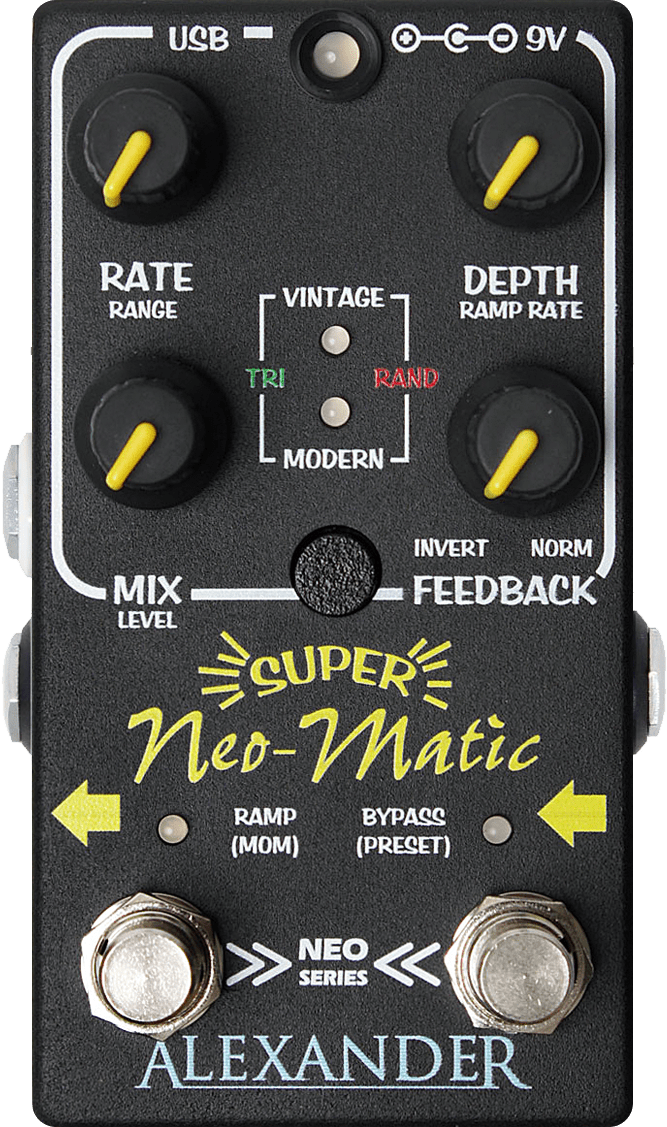 USB 9V
RATE
RANGE
DEPTH
RAMP RATE
VINTAGE
TRI RAND
MODERN
INVERT NORM
MIX
LEVEL
FEEDBACK
SUPER
Neo-Matic
RAMP
(MOM)
BYPASS
(PRESET)
NEO
SERIES
ALEXANDER